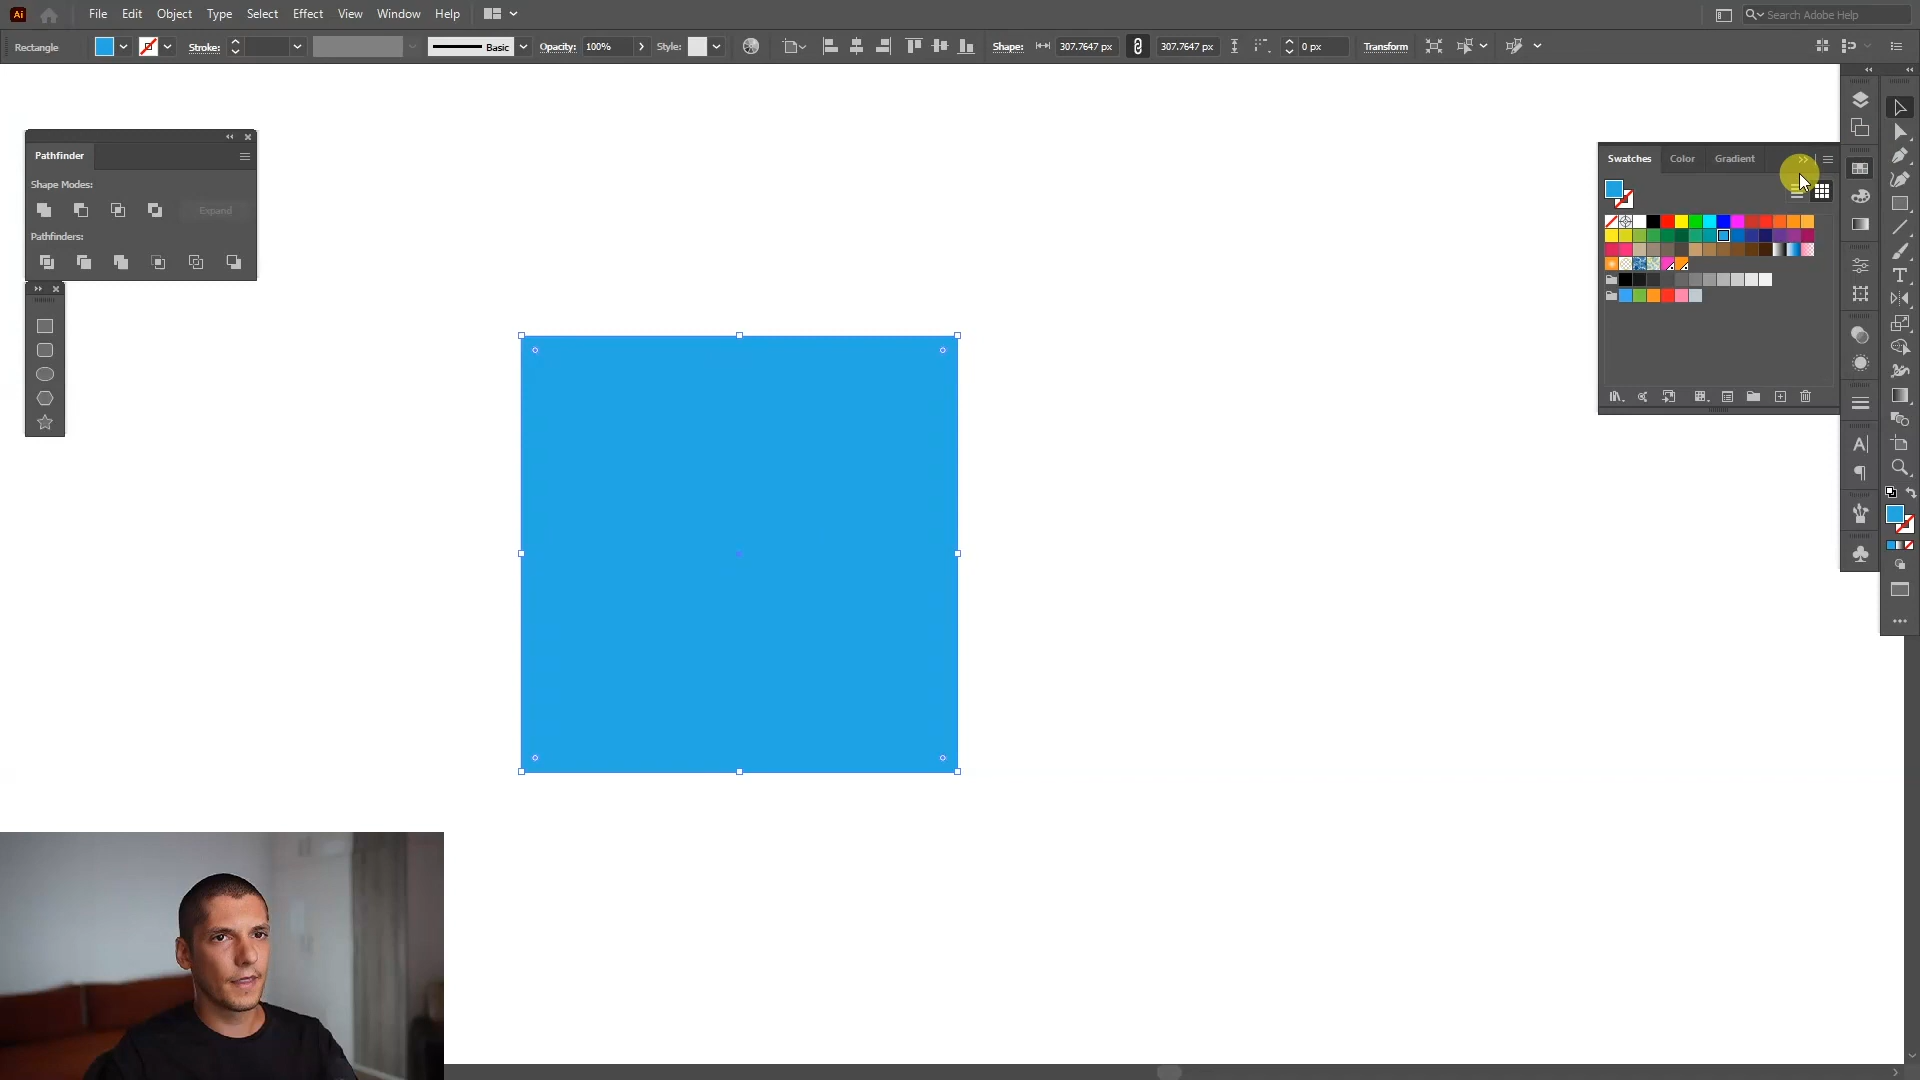 Ai File Edit Object Type Select Effect View Window Help Search Adobe Help
Rectangle Stroke: Basic Opacity: 100% Style: Shape: 307.7647 px 307.7647 px 0 px Transform
Pathfinder
Shape Modes:
Expand
Pathfinders:
Swatches Color Gradient